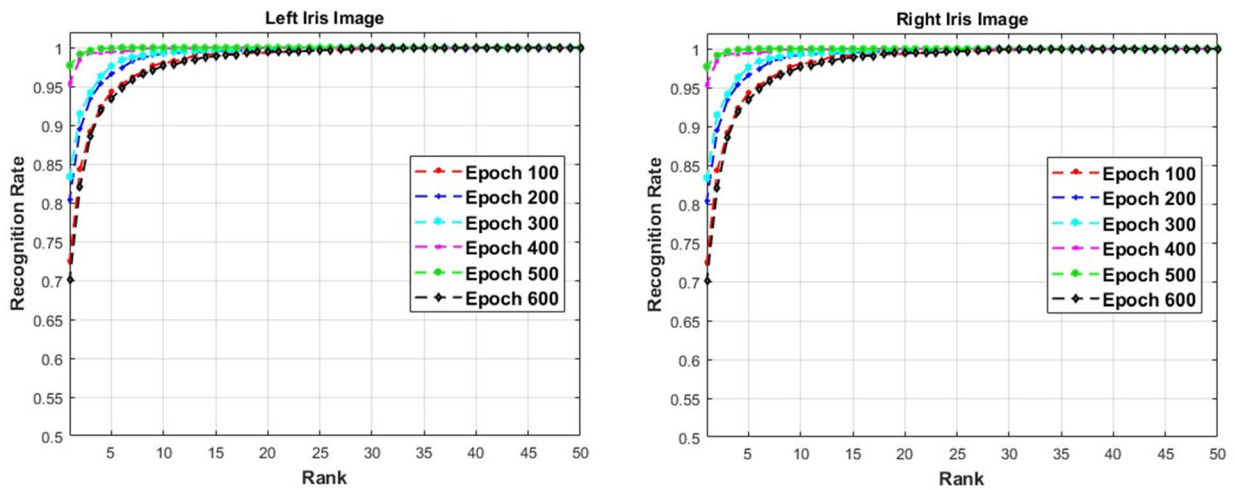 Left Iris Image
Recognition Rate
1
0.95
0.9
0.85
0.8
0.75
0.7
0.65
0.6
0.55
0.5
Epoch 100
Epoch 200
Epoch 300
Epoch 400
Epoch 500
Epoch 600
5 10 15 20 25 30 35 40 45 50
Rank
Right Iris Image
Recognition Rate
1
0.95
0.9
0.85
0.8
0.75
0.7
0.65
0.6
0.55
0.5
Epoch 100
Epoch 200
Epoch 300
Epoch 400
Epoch 500
Epoch 600
5 10 15 20 25 30 35 40 45 50
Rank